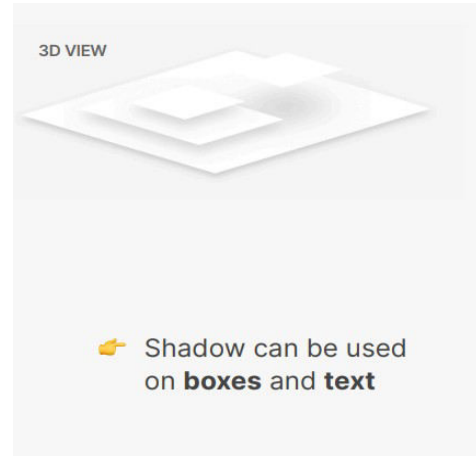 3D VIEW
👉 Shadow can be used
on boxes and text